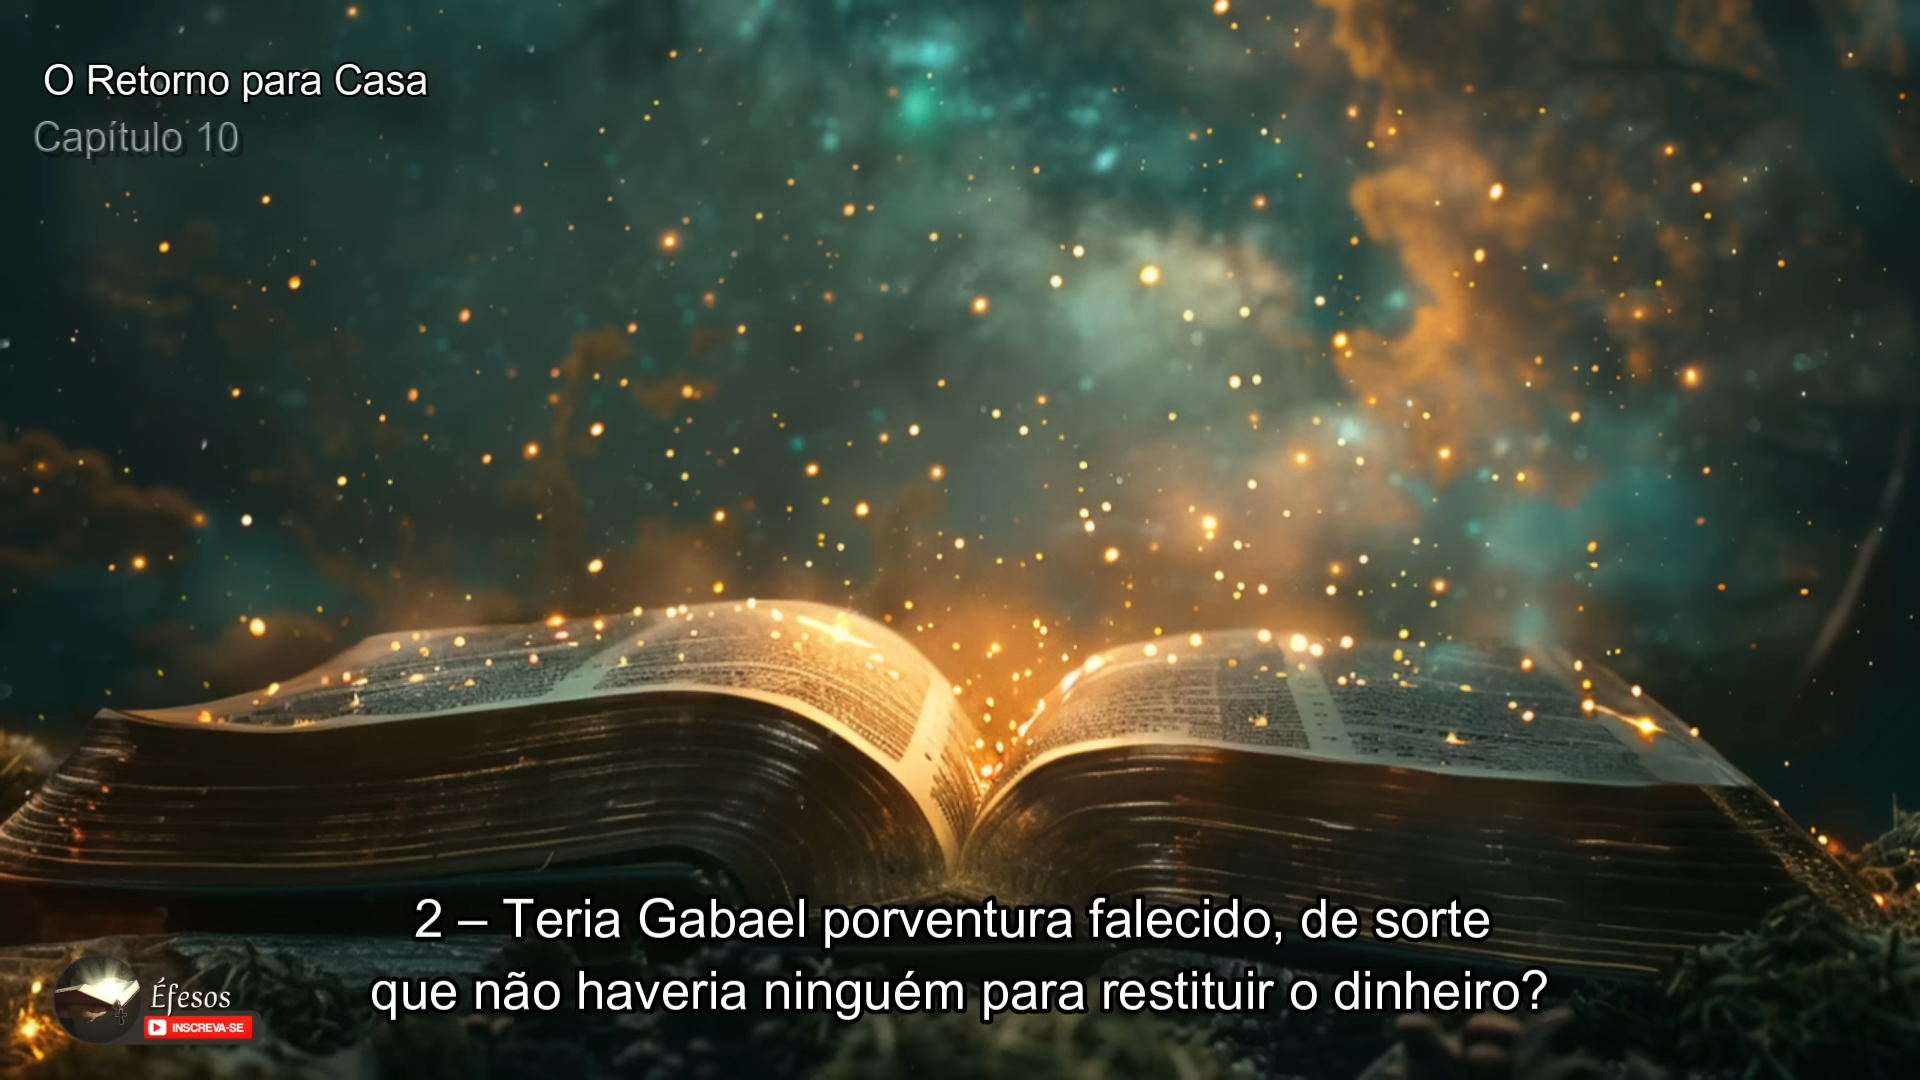 O Retorno para Casa
Capítulo 10
2 – Teria Gabael porventura falecido, de sorte
que não haveria ninguém para restituir o dinheiro?
Éfesos
INSCREVA-SE